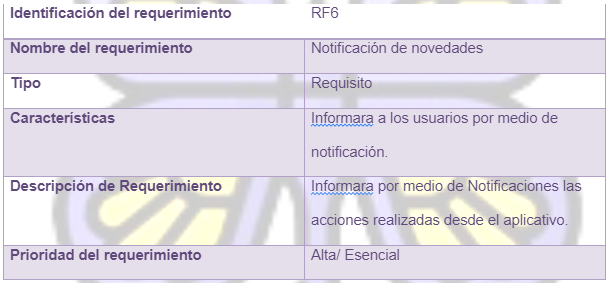 Identificación del requerimiento RF6
Nombre del requerimiento Notificación de novedades
Tipo Requisito
Características Informara a los usuarios por medio de
notificación.
Descripción de Requerimiento Informara por medio de Notificaciones las
acciones realizadas desde el aplicativo.
Prioridad del requerimiento Alta/ Esencial